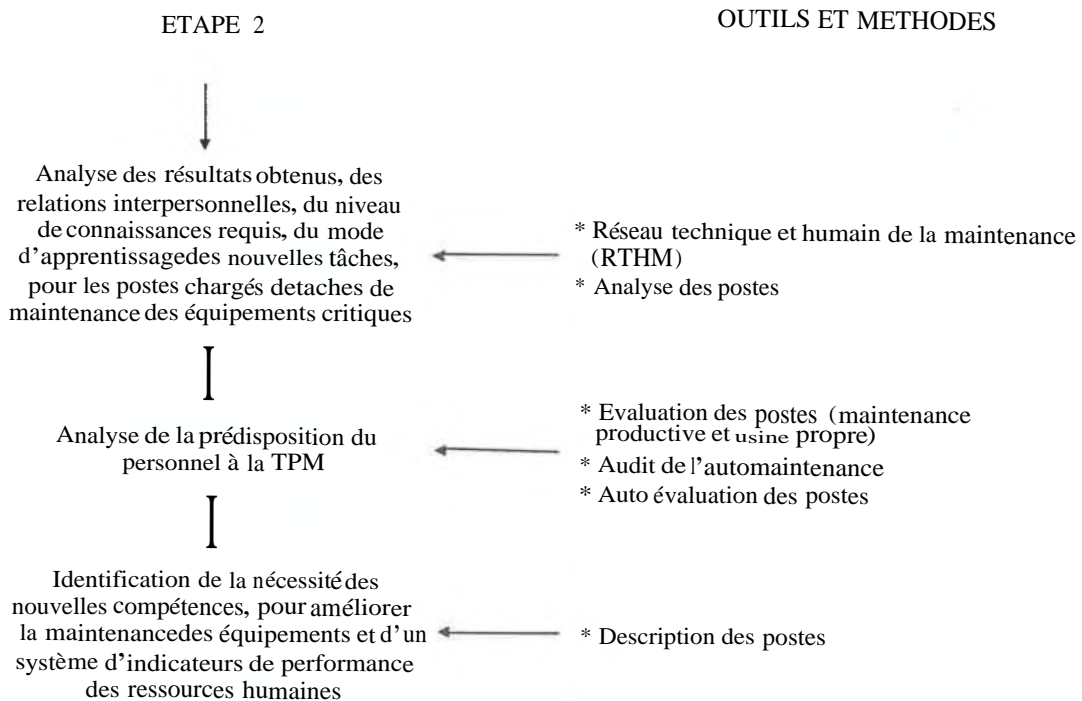 ETAPE 2
OUTILS ET METHODES
Analyse des résultats obtenus, des
relations interpersonnelles, du niveau
de connaissances requis, du mode
d'apprentissagedes nouvelles tâches,
pour les postes chargés detaches de
maintenance des équipements critiques
* Réseau technique et humain de la maintenance
(RTHM)
* Analyse des postes
Analyse de la prédisposition du
personnel à la TPM
* Evaluation des postes (maintenance
productive et usine propre)
* Audit de l'automaintenance
* Auto évaluation des postes
Identification de la nécessité des
nouvelles compétences, pour améliorer
la maintenancedes équipements et d'un
système d'indicateurs de performance
des ressources humaines
* Description des postes